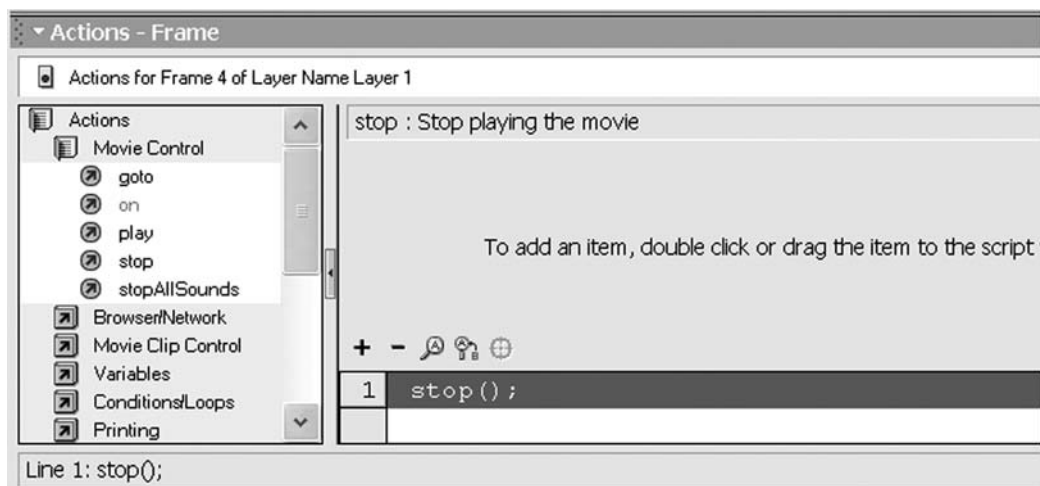 Actions - Frame
Actions for Frame 4 of Layer Name Layer 1
Actions
Movie Control
goto
on
play
stop
stopAllSounds
Browser/Network
Movie Clip Control
Variables
Conditions/Loops
Printing
stop : Stop playing the movie
To add an item, double click or drag the item to the script
1 stop();
Line 1: stop();